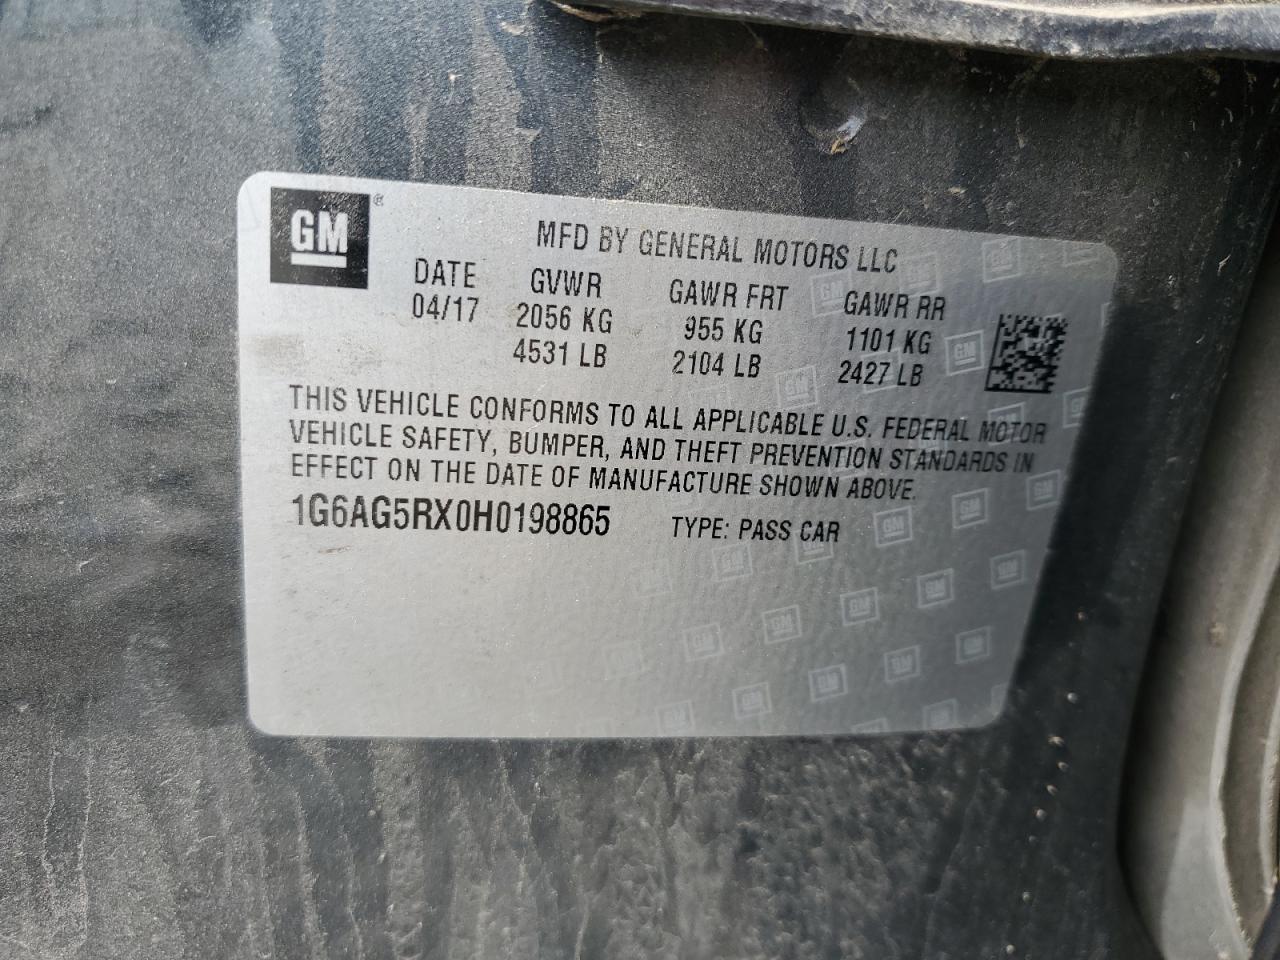 GM®
MFD BY GENERAL MOTORS LLC
DATE GVWR GAWR FRT GAWR RR
04/17 2056 KG 955 KG 1101 KG
4531 LB 2104 LB 2427 LB
THIS VEHICLE CONFORMS TO ALL APPLICABLE U.S. FEDERAL MOTOR
VEHICLE SAFETY, BUMPER, AND THEFT PREVENTION STANDARDS IN
EFFECT ON THE DATE OF MANUFACTURE SHOWN ABOVE.
1G6AG5RX0H0198865 TYPE: PASS CAR